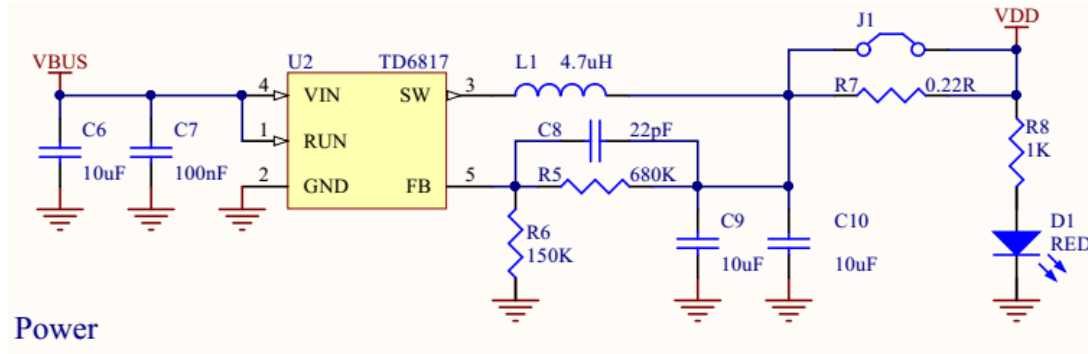 VBUS
U2 TD6817
L1 4.7uH
J1
VDD
4 VIN SW 3
R7 0.22R
C6
10uF
C7
100nF
1 RUN
C8 22pF
R8
1K
2 GND FB 5
R5 680K
R6
150K
C9
10uF
C10
10uF
D1
RED
Power